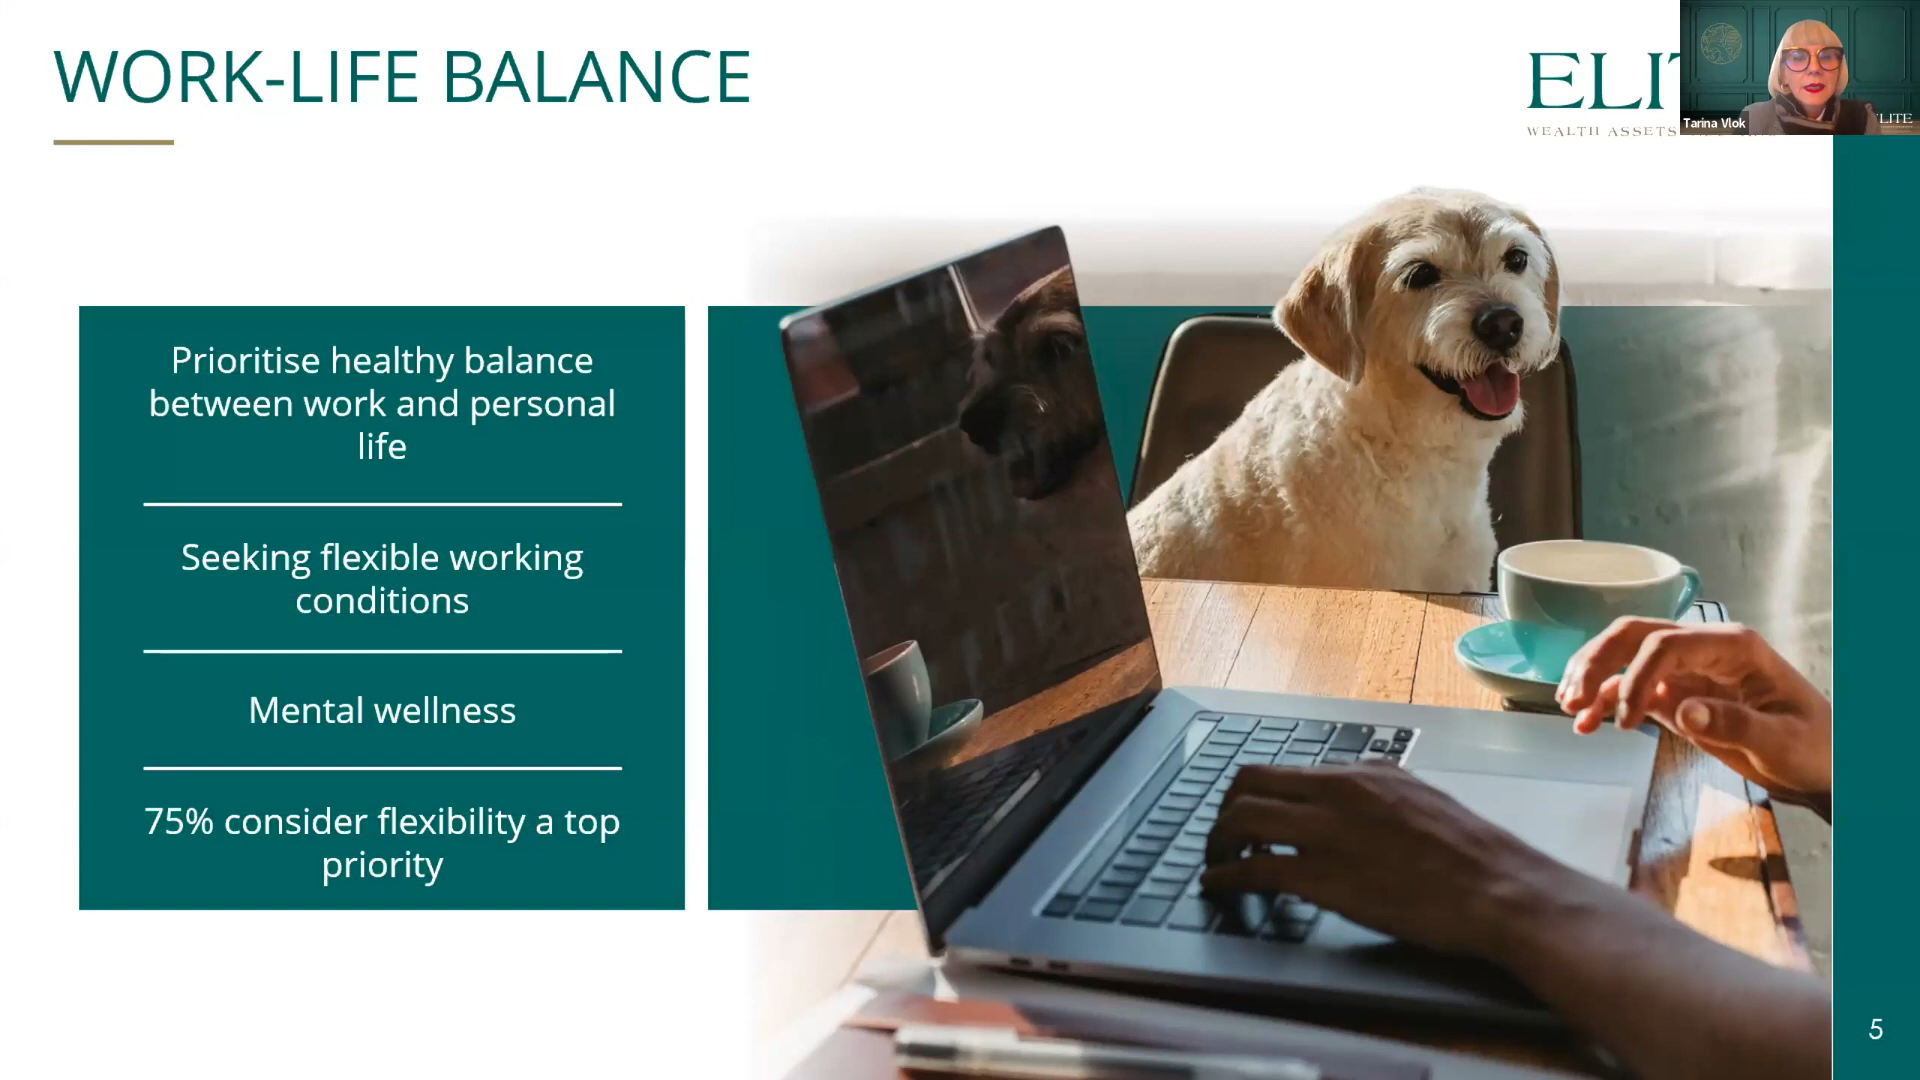 WORK-LIFE BALANCE
ELI
WEALTH ASSETS
Tarina Vlok
ELITE
Prioritise healthy balance
between work and personal
life
Seeking flexible working
conditions
Mental wellness
75% consider flexibility a top
priority
5